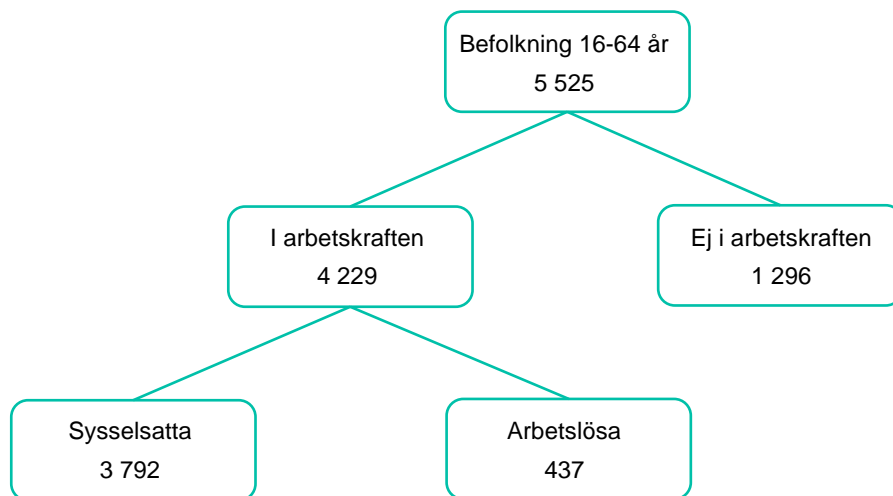 Befolkning 16-64 år
5 525
I arbetskraften
4 229
Ej i arbetskraften
1 296
Sysselsatta
3 792
Arbetslösa
437